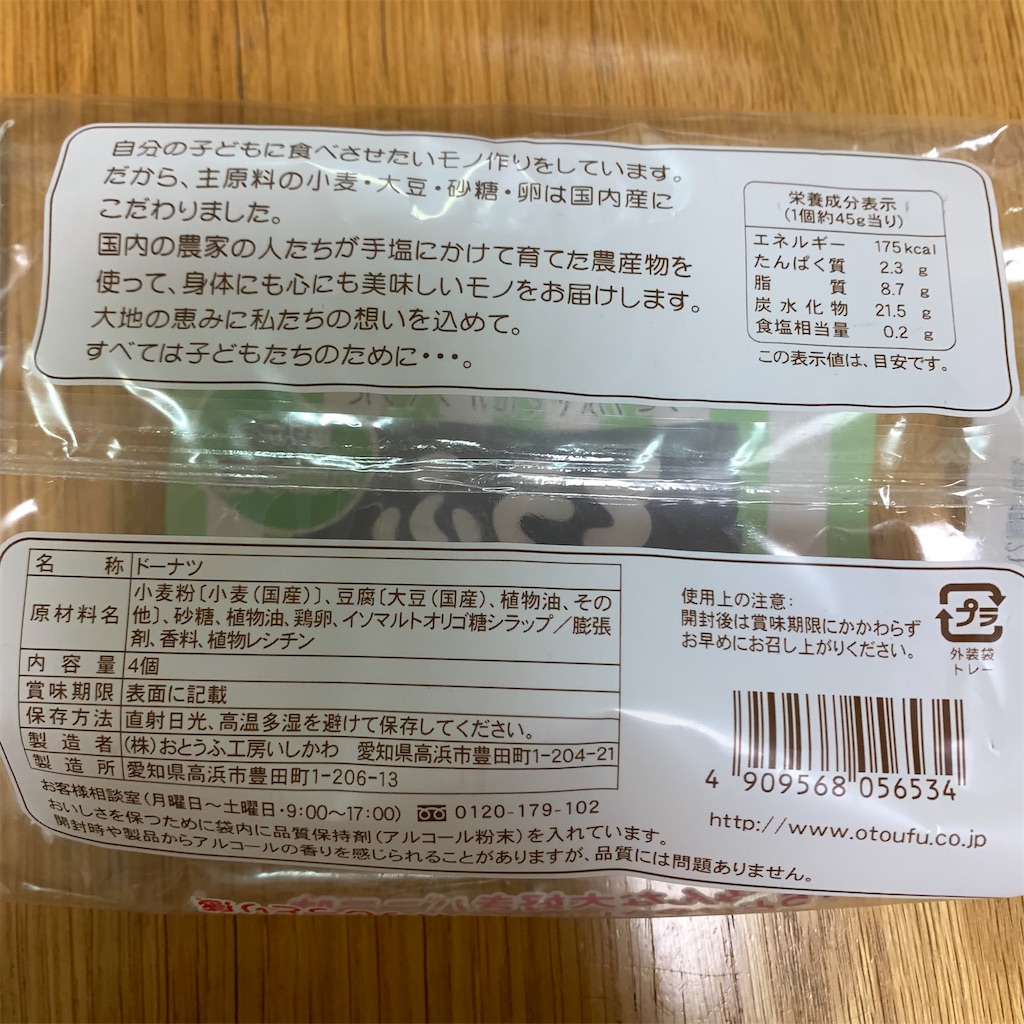 自分の子どもに食べさせたいモノ作りをしています。
だから、主原料の小麦・大豆・砂糖・卵は国内産に
こだわりました。
国内の農家の人たちが手塩にかけて育てた農産物を
使って、身体にも心にも美味しいモノをお届けします。
大地の恵みに私たちの想いを込めて。
すべては子どもたちのために・・・。
栄養成分表示
(1個約45g当り)
エネルギー 175kcal
たんぱく質 2.3 g
脂質 8.7 g
炭水化物 21.5 g
食塩相当量 0.2 g
この表示値は、目安です。
名称 ドーナツ
原材料名 小麦粉〔小麦(国産)〕、豆腐〔大豆(国産)、植物油、その
他〕、砂糖、植物油、鶏卵、イソマルトオリゴ糖シラップ/膨張
剤、香料、植物レシチン
内容量 4個
賞味期限 表面に記載
保存方法 直射日光、高温多湿を避けて保存してください。
製造者 (株)おとうふ工房いしかわ 愛知県高浜市豊田町1-204-21
製造所 愛知県高浜市豊田町1-206-13
お客様相談室(月曜日～土曜日・9:00～17:00) 0120-179-102
おいしさを保つために袋内に品質保持剤(アルコール粉末)を入れています。
開封時や製品からアルコールの香りを感じられることがありますが、品質には問題ありません。
使用上の注意:
開封後は賞味期限にかかわらず
お早めにお召し上がりください。
プラ
外装袋
トレー
4 909568 056534
http://www.otoufu.co.jp